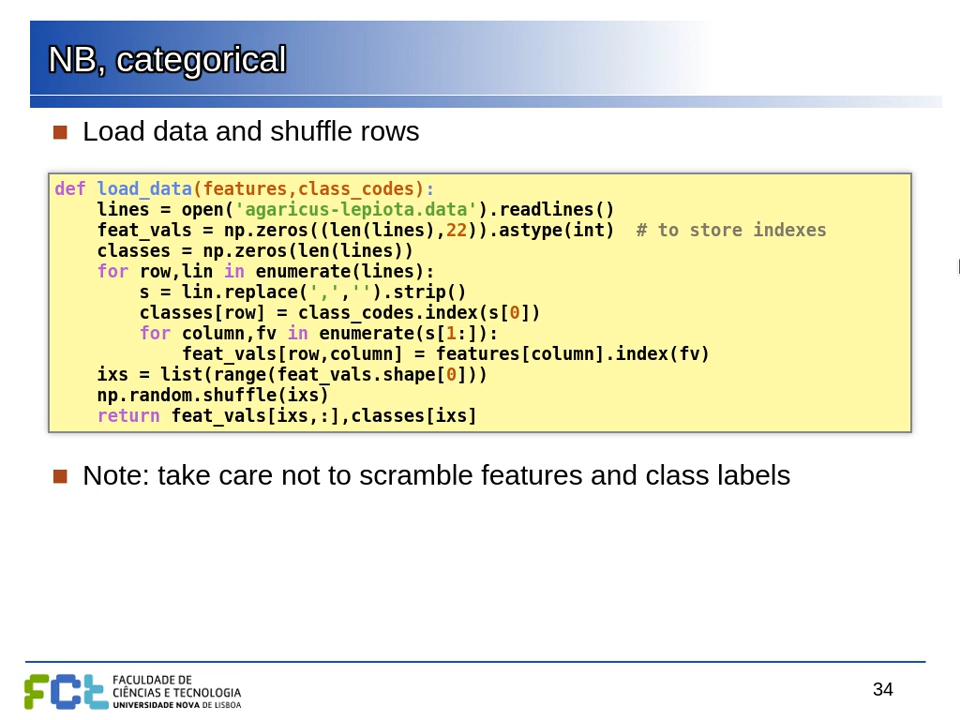 NB, categorical
Load data and shuffle rows
def load_data(features,class_codes):
    lines = open('agaricus-lepiota.data').readlines()
    feat_vals = np.zeros((len(lines),22)).astype(int)  # to store indexes
    classes = np.zeros(len(lines))
    for row,lin in enumerate(lines):
        s = lin.replace(',','').strip()
        classes[row] = class_codes.index(s[0])
        for column,fv in enumerate(s[1:]):
            feat_vals[row,column] = features[column].index(fv)
    ixs = list(range(feat_vals.shape[0]))
    np.random.shuffle(ixs)
    return feat_vals[ixs,:],classes[ixs]
Note: take care not to scramble features and class labels
FCt
FACULDADE DE
CIÊNCIAS E TECNOLOGIA
UNIVERSIDADE NOVA DE LISBOA
34